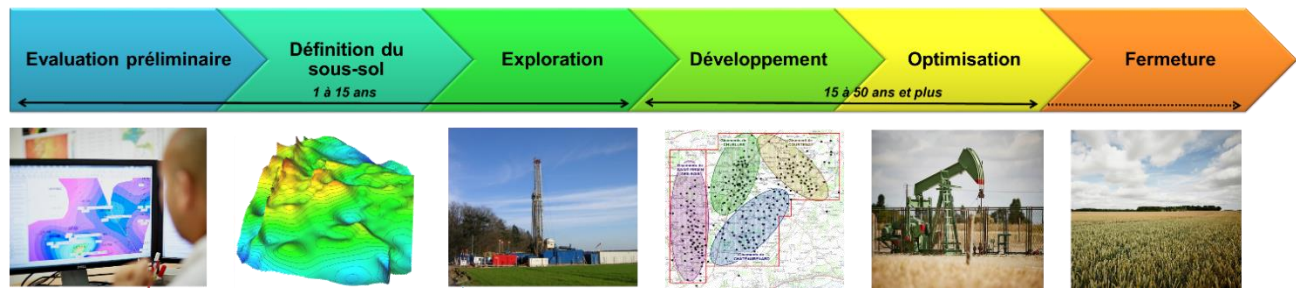 Evaluation préliminaire
Définition du
sous-sol
Exploration
Développement
Optimisation
Fermeture
1 à 15 ans
15 à 50 ans et plus